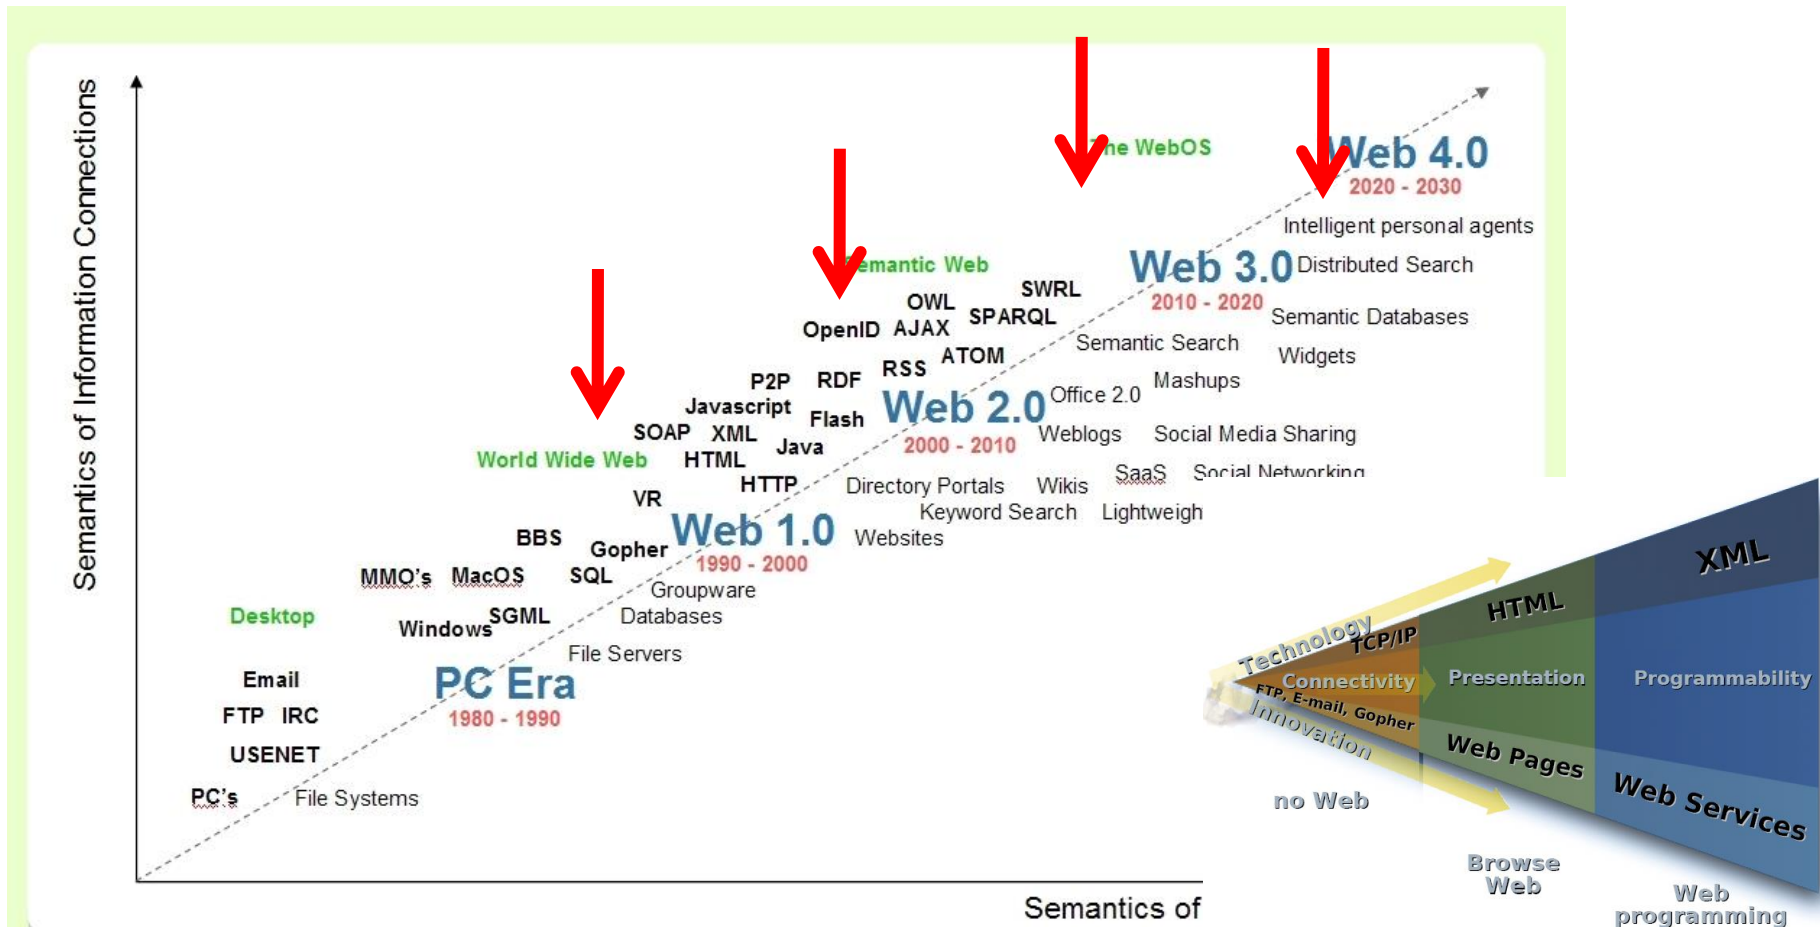 Semantics of Information Connections
The WebOS
Web 4.0
2020 - 2030
Intelligent personal agents
Semantic Web
Web 3.0
Distributed Search
2010 - 2020
SWRL
OWL
SPARQL
Semantic Databases
OpenID
AJAX
Semantic Search
Widgets
ATOM
RSS
P2P
RDF
Mashups
Office 2.0
Javascript
Web 2.0
Flash
2000 - 2010
SOAP
XML
Weblogs
Social Media Sharing
Java
World Wide Web
HTML
SaaS
Social Networking
HTTP
Directory Portals
Wikis
VR
Keyword Search
Lightweigh
Web 1.0
Websites
1990 - 2000
BBS
Gopher
MMO's
MacOS
SQL
Groupware
Desktop
SGML
Databases
Windows
File Servers
Email
PC Era
1980 - 1990
FTP
IRC
USENET
PC's
File Systems
Semantics of
XML
HTML
Technology
TCP/IP
Connectivity
Presentation
Programmability
FTP, E-mail, Gopher
Innovation
Web Pages
Web Services
no Web
Browse
Web
Web
programming